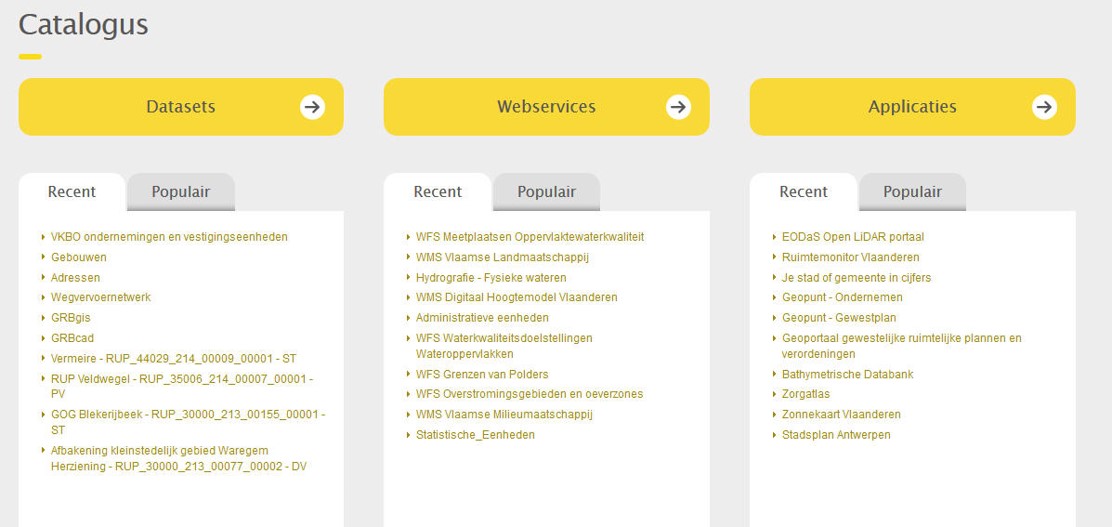 Catalogus
Datasets
Webservices
Applicaties
Recent
Populair
VKBO ondernemingen en vestigingseenheden
Gebouwen
Adressen
Wegvervoernetwerk
GRBgis
GRBcad
Vermeire - RUP_44029_214_00009_00001 - ST
RUP Veldwegel - RUP_35006_214_00007_00001 -
PV
GOG Blekerijbeek - RUP_30000_213_00155_00001 -
ST
Afbakening kleinstedelijk gebied Waregem
Herziening - RUP_30000_213_00077_00002 - DV
Recent
Populair
WFS Meetplaatsen Oppervlaktewaterkwaliteit
WMS Vlaamse Landmaatschappij
Hydrografie - Fysieke wateren
WMS Digitaal Hoogtemodel Vlaanderen
Administratieve eenheden
WFS Waterkwaliteitsdoelstellingen
Wateroppervlakken
WFS Grenzen van Polders
WFS Overstromingsgebieden en oeverzones
WMS Vlaamse Milieumaatschappij
Statistische_Eenheden
Recent
Populair
EODaS Open LiDAR portaal
Ruimtemonitor Vlaanderen
Je stad of gemeente in cijfers
Geopunt - Ondernemen
Geopunt - Gewestplan
Geoportaal gewestelijke ruimtelijke plannen en
verordeningen
Bathymetrische Databank
Zorgatlas
Zonnekaart Vlaanderen
Stadsplan Antwerpen